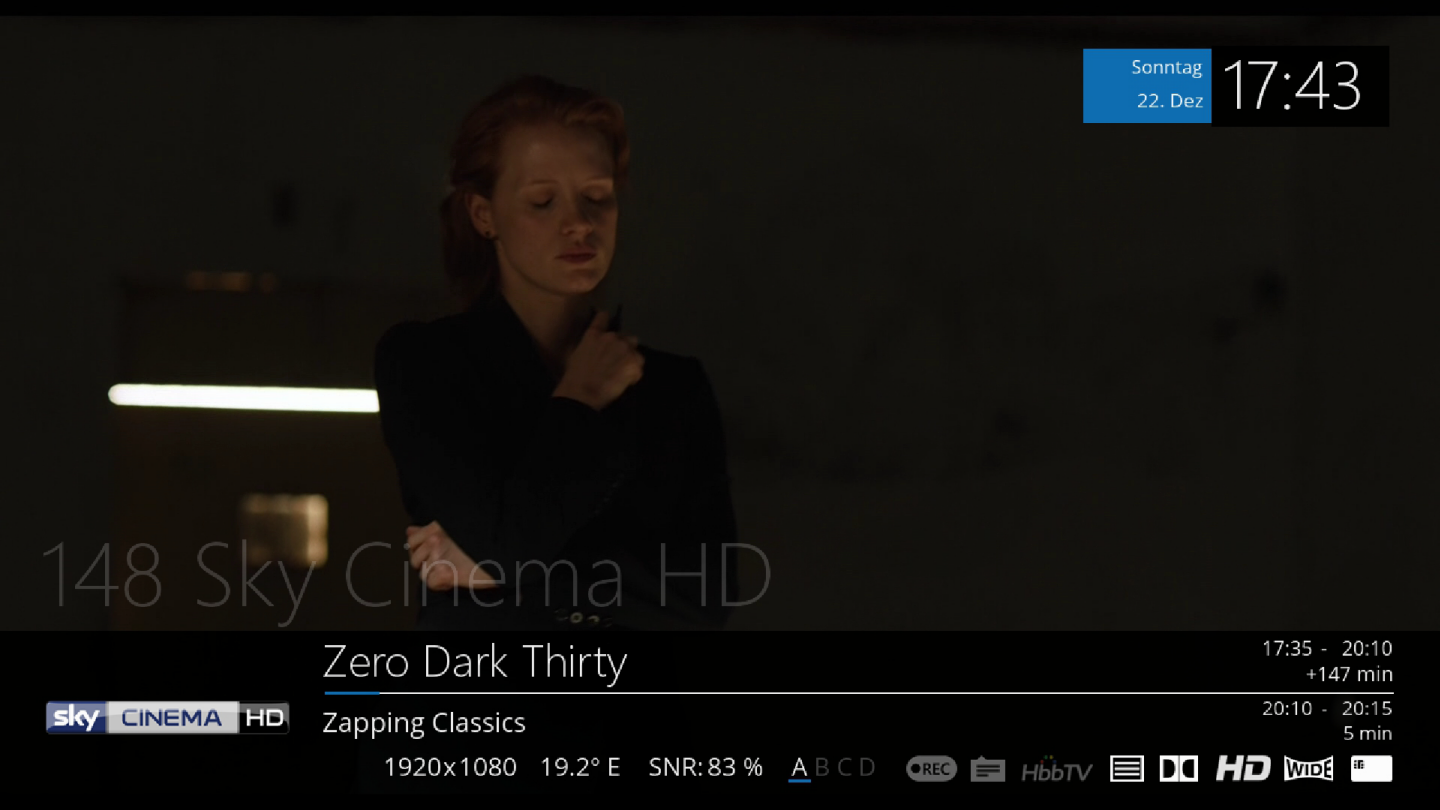 Sonntag
22. Dez
17:43
148 Sky Cinema HD
Zero Dark Thirty
17:35 - 20:10
+147 min
sky CINEMA HD
Zapping Classics
20:10 - 20:15
5 min
1920x1080 19.2° E SNR: 83 % A B C D REC HbbTV HD WIDE